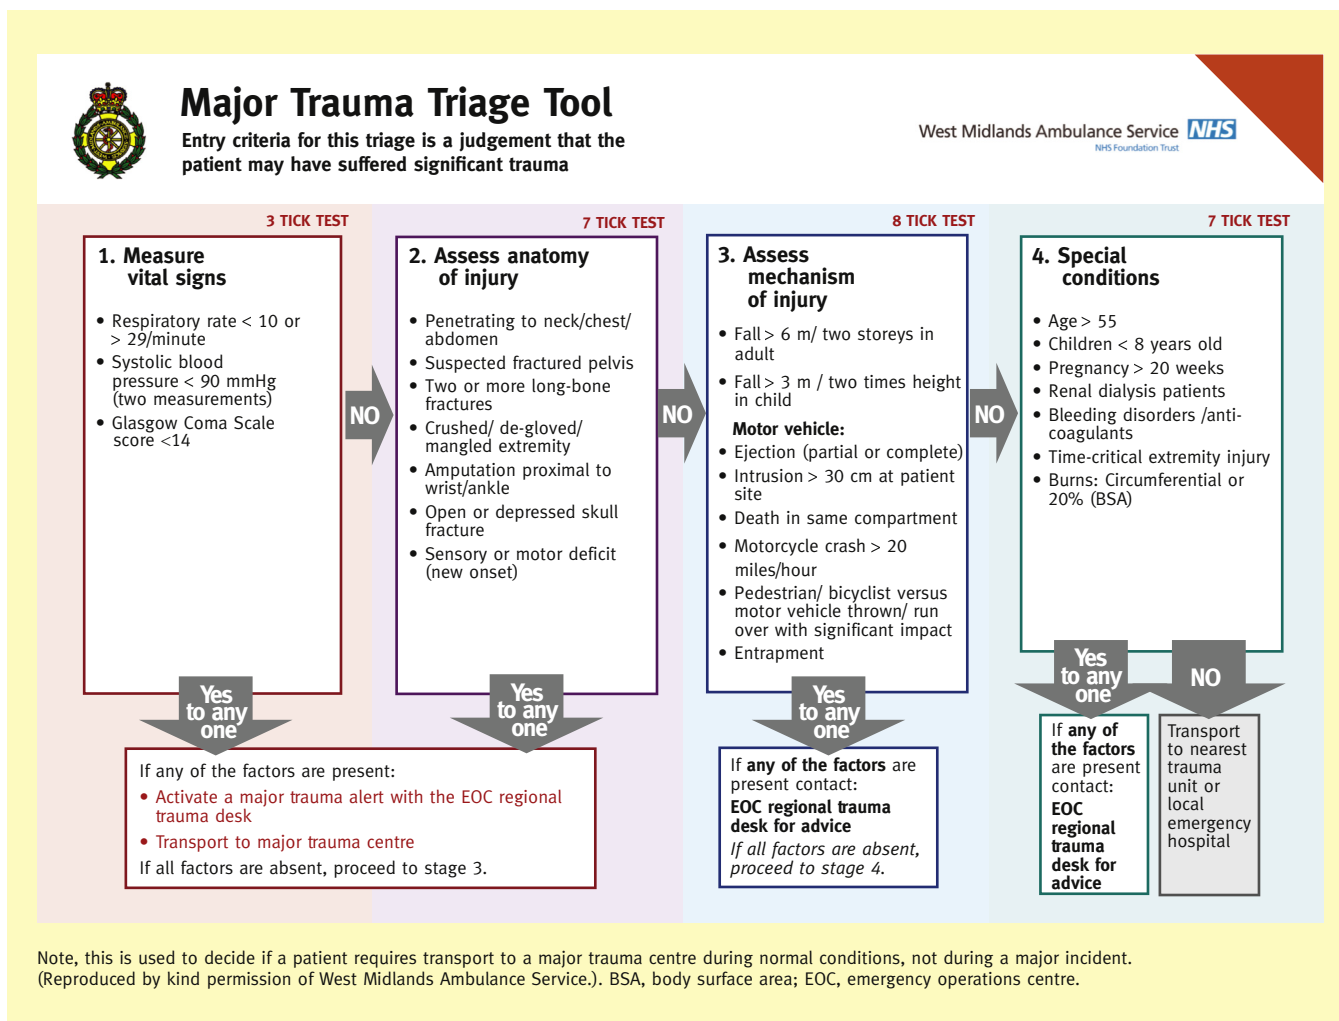 Major Trauma Triage Tool
Entry criteria for this triage is a judgement that the
patient may have suffered significant trauma
West Midlands Ambulance Service NHS
NHS Foundation Trust
3 TICK TEST
1. Measure
vital signs
• Respiratory rate < 10 or
> 29/minute
• Systolic blood
pressure < 90 mmHg
(two measurements)
• Glasgow Coma Scale
score <14
NO
Yes
to any
one
7 TICK TEST
2. Assess anatomy
of injury
• Penetrating to neck/chest/
abdomen
• Suspected fractured pelvis
• Two or more long-bone
fractures
• Crushed/ de-gloved/
mangled extremity
• Amputation proximal to
wrist/ankle
• Open or depressed skull
fracture
• Sensory or motor deficit
(new onset)
NO
Yes
to any
one
If any of the factors are present:
• Activate a major trauma alert with the EOC regional
trauma desk
• Transport to major trauma centre
If all factors are absent, proceed to stage 3.
8 TICK TEST
3. Assess
mechanism
of injury
• Fall > 6 m/ two storeys in
adult
• Fall > 3 m / two times height
in child
Motor vehicle:
• Ejection (partial or complete)
• Intrusion > 30 cm at patient
site
• Death in same compartment
• Motorcycle crash > 20
miles/hour
• Pedestrian/ bicyclist versus
motor vehicle thrown/ run
over with significant impact
• Entrapment
NO
Yes
to any
one
If any of the factors are
present contact:
EOC regional trauma
desk for advice
If all factors are absent,
proceed to stage 4.
7 TICK TEST
4. Special
conditions
• Age > 55
• Children < 8 years old
• Pregnancy > 20 weeks
• Renal dialysis patients
• Bleeding disorders /anti-
coagulants
• Time-critical extremity injury
• Burns: Circumferential or
20% (BSA)
Yes
to any
one
If any of
the factors
are present
contact:
EOC
regional
trauma
desk for
advice
NO
Transport
to nearest
trauma
unit or
local
emergency
hospital
Note, this is used to decide if a patient requires transport to a major trauma centre during normal conditions, not during a major incident.
(Reproduced by kind permission of West Midlands Ambulance Service.). BSA, body surface area; EOC, emergency operations centre.